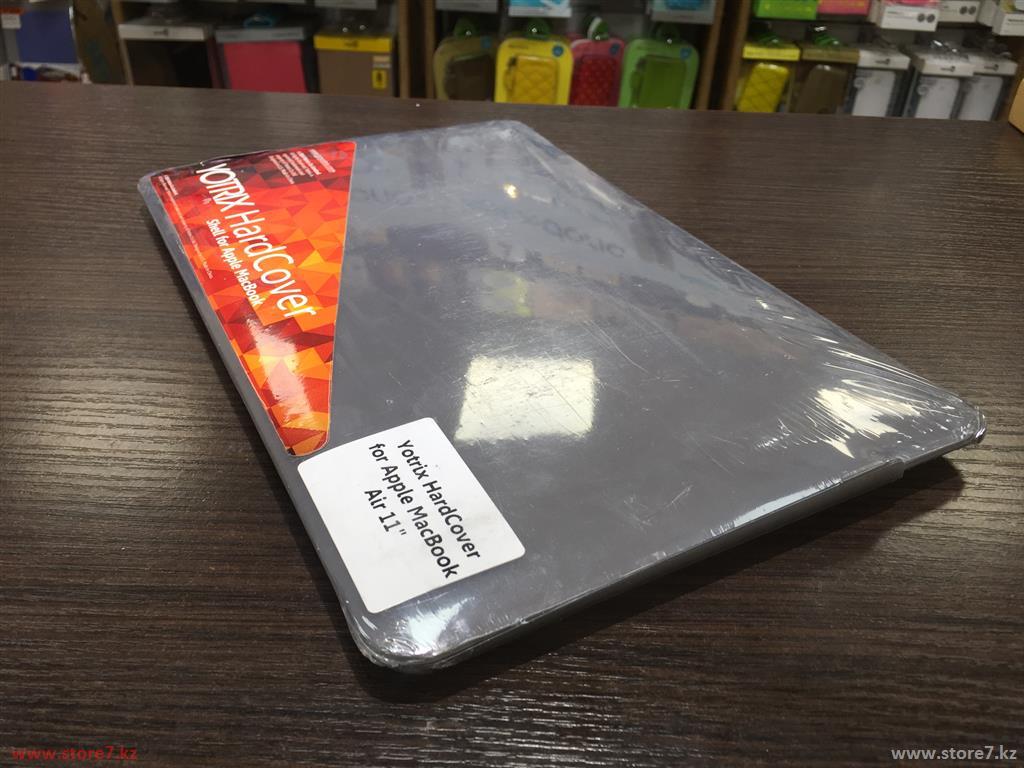 YOTRIX HardCover
Shell for Apple MacBook
Yotrix HardCover
for Apple MacBook
Air 11"
www.store7.kz
www.store7.kz